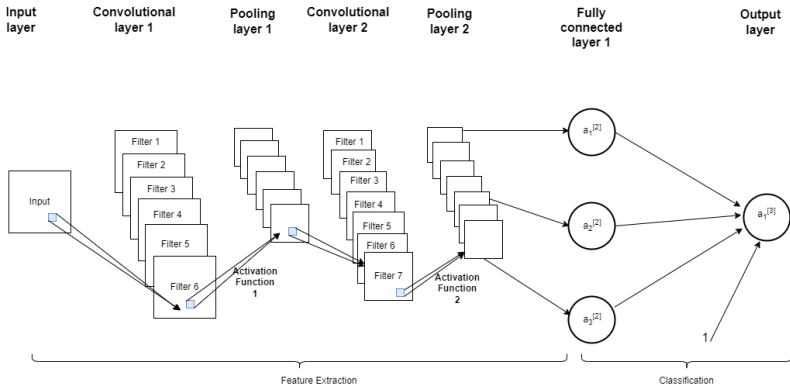 Input
layer
Convolutional
layer 1
Pooling
layer 1
Convolutional
layer 2
Pooling
layer 2
Fully
connected
layer 1
Output
layer
Input
Filter 1
Filter 2
Filter 3
Filter 4
Filter 5
Filter 6
Activation
Function
1
Filter 1
Filter 2
Filter 3
Filter 4
Filter 5
Filter 6
Filter 7
Activation
Function
2
a1[2]
a2[2]
a3[2]
a1[3]
1
Feature Extraction
Classification